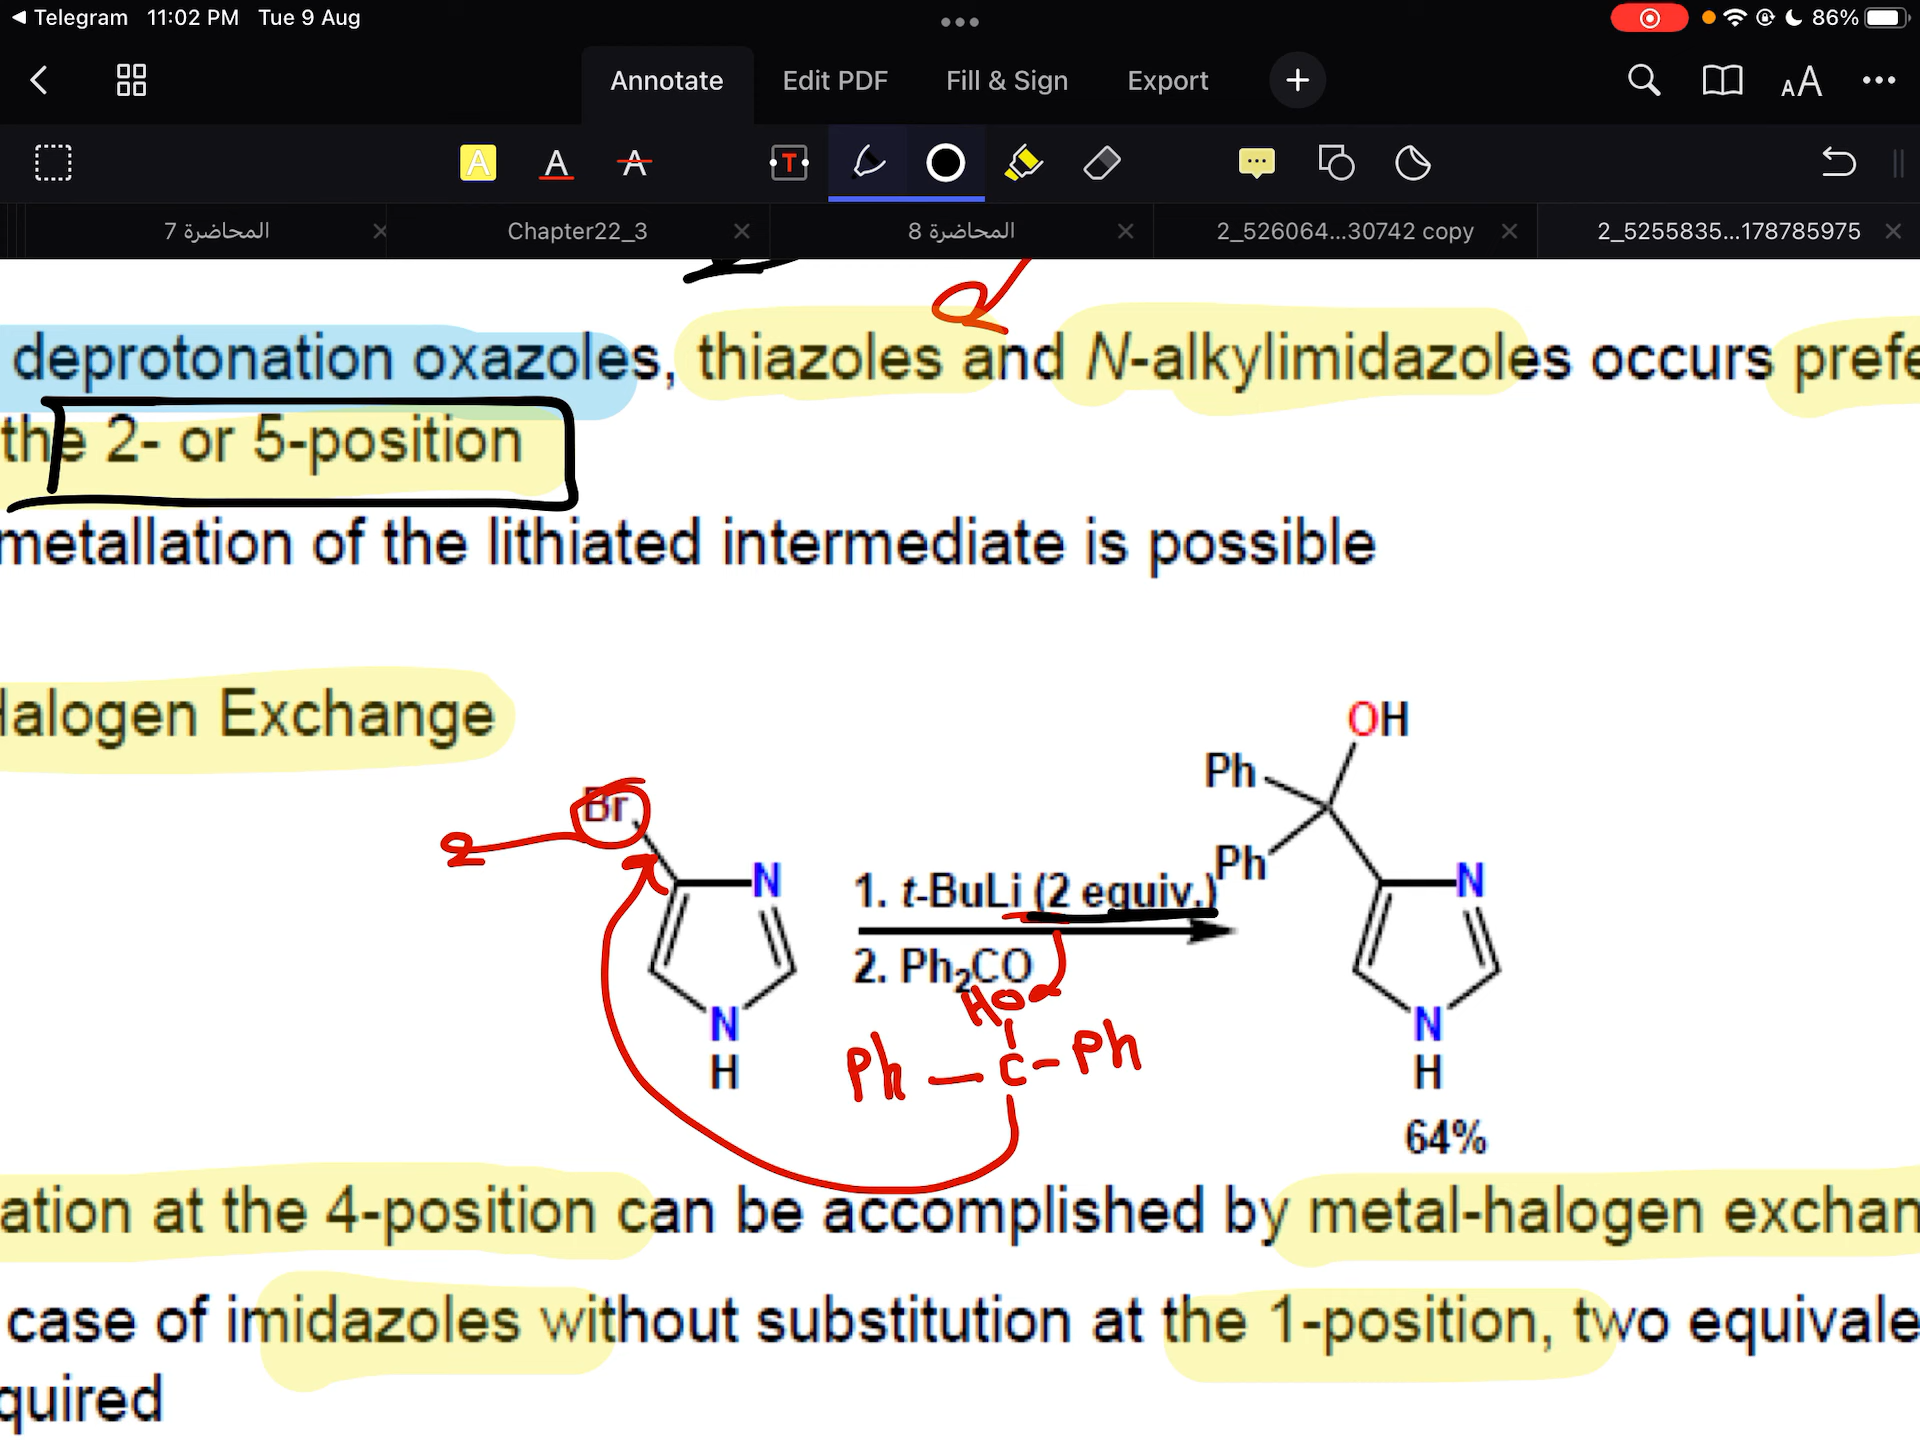 Telegram 11:02 PM Tue 9 Aug 86%
Annotate Edit PDF Fill & Sign Export
المحاضرة 7 Chapter22_3 المحاضرة 8 2_526064...30742 copy 2_5255835...178785975
deprotonation oxazoles, thiazoles and N-alkylimidazoles occurs prefe
the 2- or 5-position
metallation of the lithiated intermediate is possible
Halogen Exchange
OH
Ph
Br
Ph
2
N
1. t-BuLi (2 equiv.)
N
2. Ph₂CO
HO
N
H
Ph — C - Ph
N
H
64%
ation at the 4-position can be accomplished by metal-halogen exchan
case of imidazoles without substitution at the 1-position, two equivale
quired